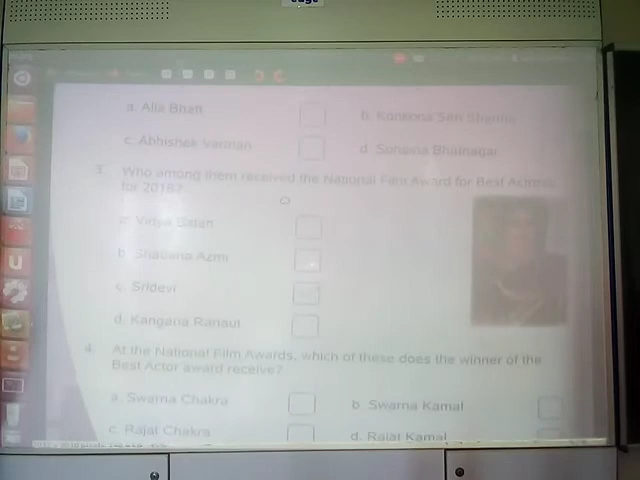 a. Alia Bhatt b. Konkona Sen Sharma
c. Abhishek Varman d. Sonakshi Bhatnagar
3. Who among them received the National Film Award for Best Actress
for 2018?
a. Vidya Balan
b. Shabana Azmi
c. Sridevi
d. Kangana Ranaut
4. At the National Film Awards, which of these does the winner of the
Best Actor award receive?
a. Swarna Chakra b. Swarna Kamal
c. Rajat Chakra d. Rajat Kamal